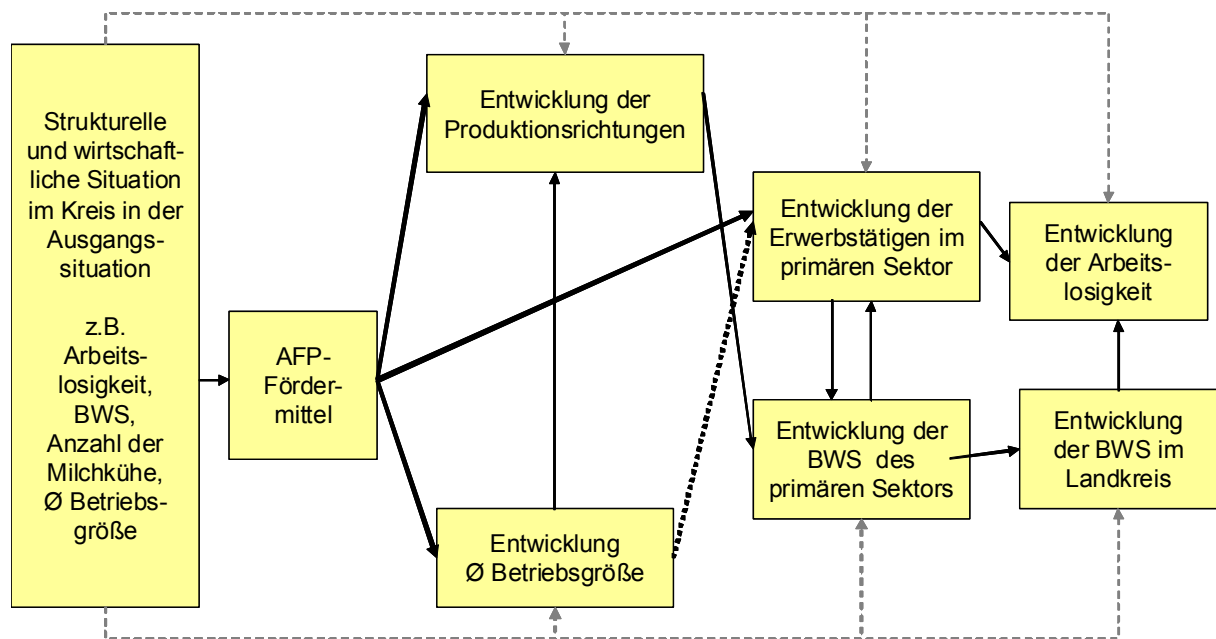 Strukturelle
und wirtschaft-
liche Situation
im Kreis in der
Ausgangs-
situation
z.B.
Arbeits-
losigkeit,
BWS,
Anzahl der
Milchkühe,
Ø Betriebs-
größe
AFP-
Förder-
mittel
Entwicklung der
Produktionsrichtungen
Entwicklung
Ø Betriebsgröße
Entwicklung der
Erwerbstätigen im
primären Sektor
Entwicklung der
BWS des
primären Sektors
Entwicklung
der Arbeits-
losigkeit
Entwicklung
der BWS im
Landkreis